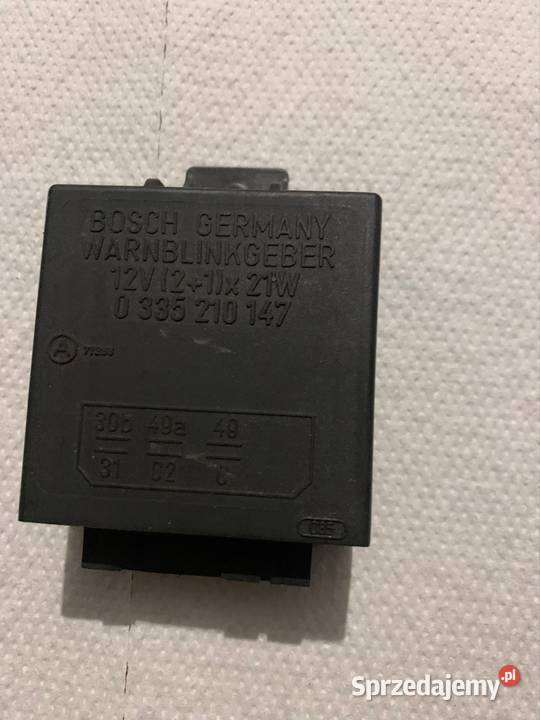 BOSCH GERMANY
WARNBLINKGEBER
12V (2+1)x 21W
0 335 210 147
A
30b 49a 49
31 C2 C
Sprzedajemy.pl